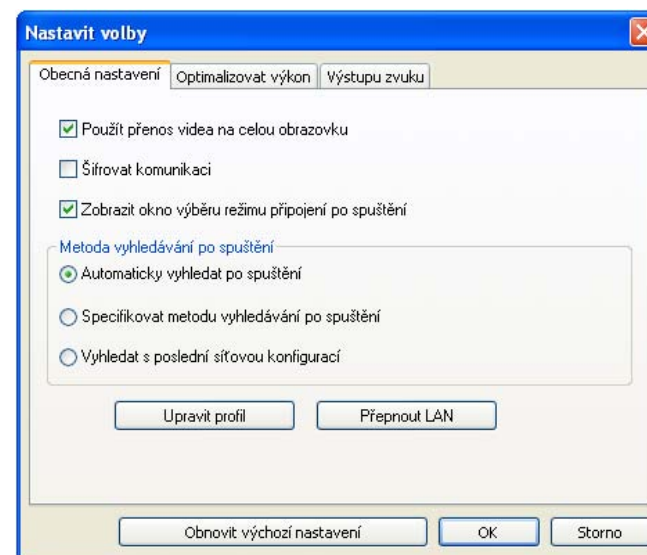 Nastavit volby
Obecná nastavení Optimalizovat výkon Výstupu zvuku
Použít přenos videa na celou obrazovku
Šifrovat komunikaci
Zobrazit okno výběru režimu připojení po spuštění
Metoda vyhledávání po spuštění
Automaticky vyhledat po spuštění
Specifikovat metodu vyhledávání po spuštění
Vyhledat s poslední síťovou konfigurací
Upravit profil Přepnout LAN
Obnovit výchozí nastavení OK Storno